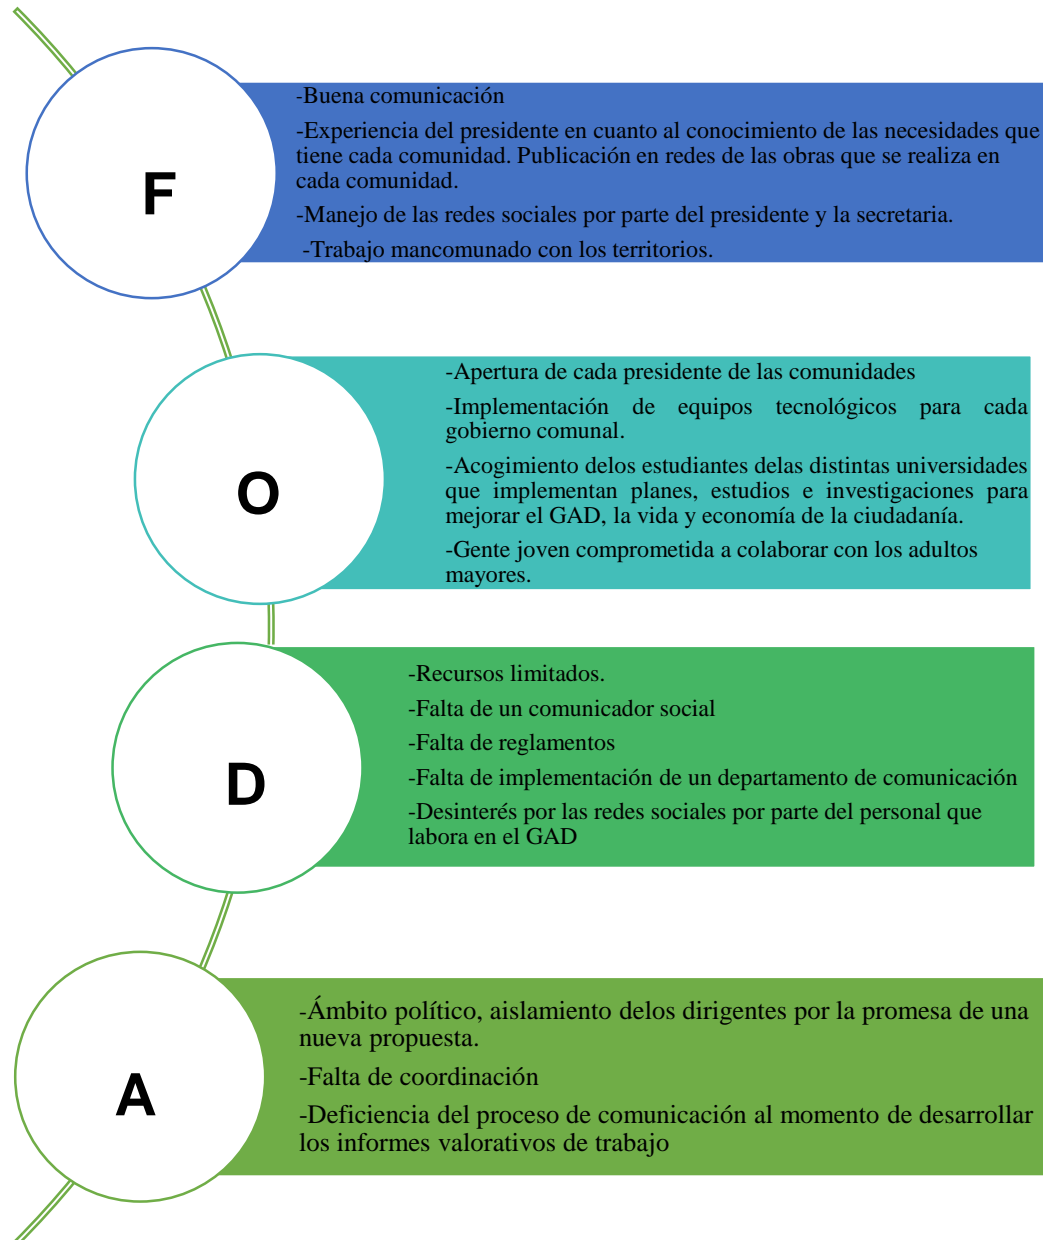 F
-Buena comunicación
-Experiencia del presidente en cuanto al conocimiento de las necesidades que
tiene cada comunidad. Publicación en redes de las obras que se realiza en
cada comunidad.
-Manejo de las redes sociales por parte del presidente y la secretaria.
-Trabajo mancomunado con los territorios.
O
-Apertura de cada presidente de las comunidades
-Implementación de equipos tecnológicos para cada
gobierno comunal.
-Acogimiento delos estudiantes delas distintas universidades
que implementan planes, estudios e investigaciones para
mejorar el GAD, la vida y economía de la ciudadanía.
-Gente joven comprometida a colaborar con los adultos
mayores.
D
-Recursos limitados.
-Falta de un comunicador social
-Falta de reglamentos
-Falta de implementación de un departamento de comunicación
-Desinterés por las redes sociales por parte del personal que
labora en el GAD
A
-Ámbito político, aislamiento delos dirigentes por la promesa de una
nueva propuesta.
-Falta de coordinación
-Deficiencia del proceso de comunicación al momento de desarrollar
los informes valorativos de trabajo